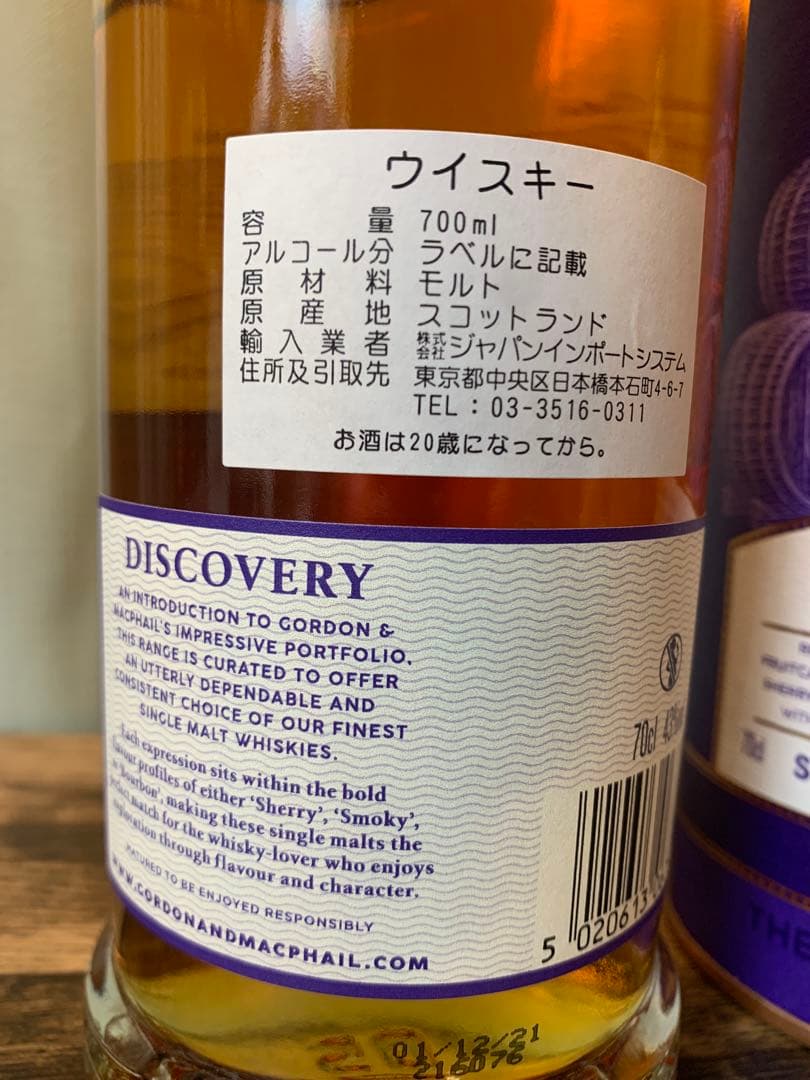 ウイスキー
容量 700ml
アルコール分 ラベルに記載
原材料 モルト
原産地 スコットランド
輸入業者 株式会社ジャパンインポートシステム
住所及引取先 東京都中央区日本橋本石町4-6-7
TEL：03-3516-0311
お酒は20歳になってから。
DISCOVERY
AN INTRODUCTION TO GORDON &
MACPHAIL'S IMPRESSIVE PORTFOLIO,
THIS RANGE IS CURATED TO OFFER
AN UTTERLY DEPENDABLE AND
CONSISTENT CHOICE OF OUR FINEST
SINGLE MALT WHISKIES.
Each expression sits within the bold
flavour profiles of either 'Sherry', 'Smoky',
or 'Bourbon', making these single malts the
perfect match for the whisky-lover who enjoys
exploration through flavour and character.
MATURED TO BE ENJOYED RESPONSIBLY
WWW.GORDONANDMACPHAIL.COM
70cl 43%
5 020613
01/12/21
216076
THE